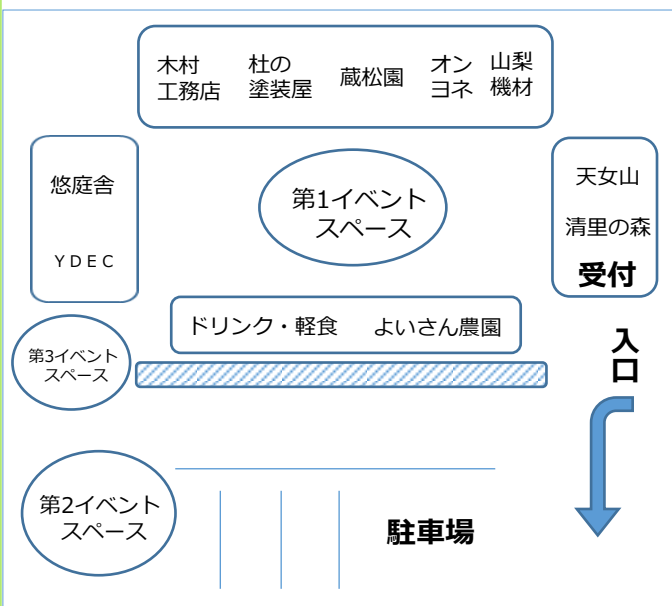 木村
工務店
杜の
塗装屋
蔵松園
オン
ヨネ
山梨
機材
悠庭舎
ＹＤＥＣ
第1イベント
スペース
天女山
清里の森
受付
ドリンク・軽食
よいさん農園
入
口
第3イベント
スペース
第2イベント
スペース
駐車場